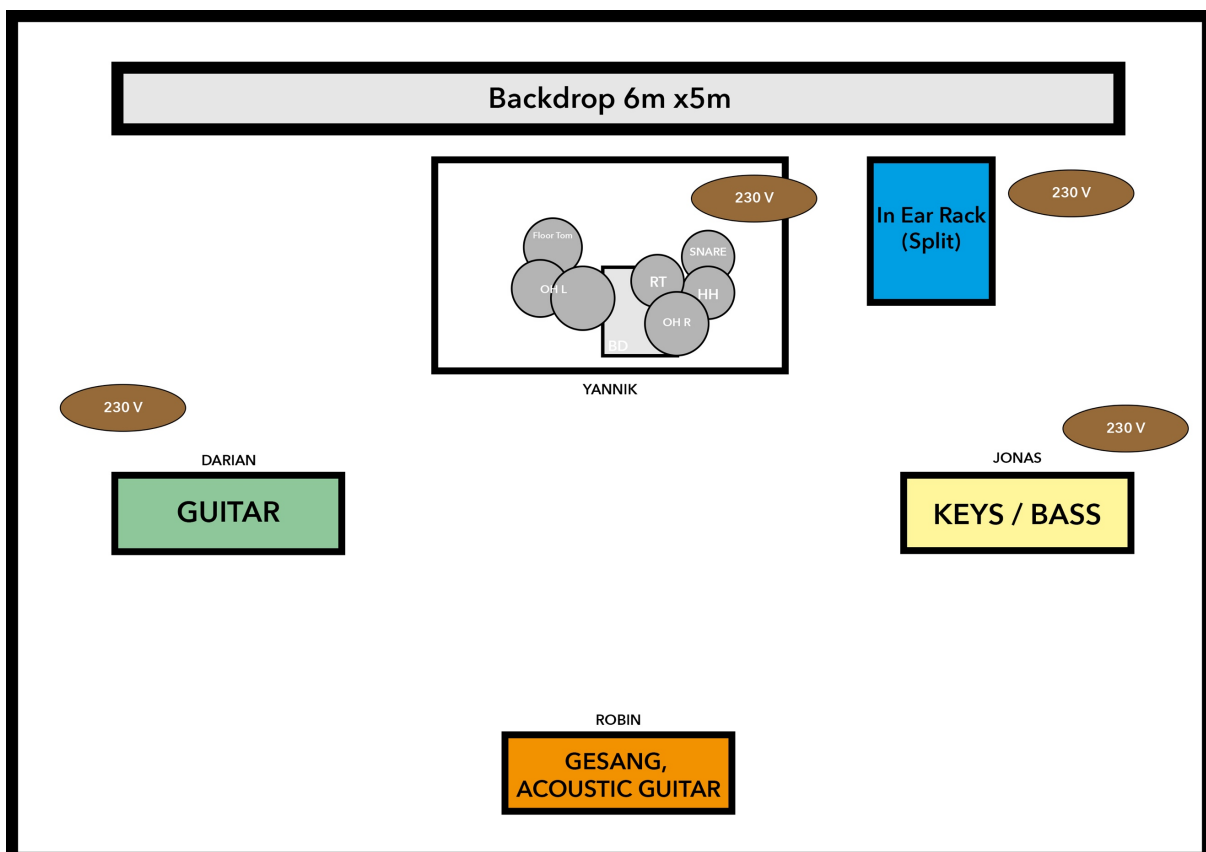 Backdrop 6m x5m
230 V
230 V
In Ear Rack
(Split)
Floor Tom
SNARE
OH L
RT
HH
OH R
BD
YANNIK
230 V
230 V
DARIAN
JONAS
GUITAR
KEYS / BASS
ROBIN
GESANG,
ACOUSTIC GUITAR